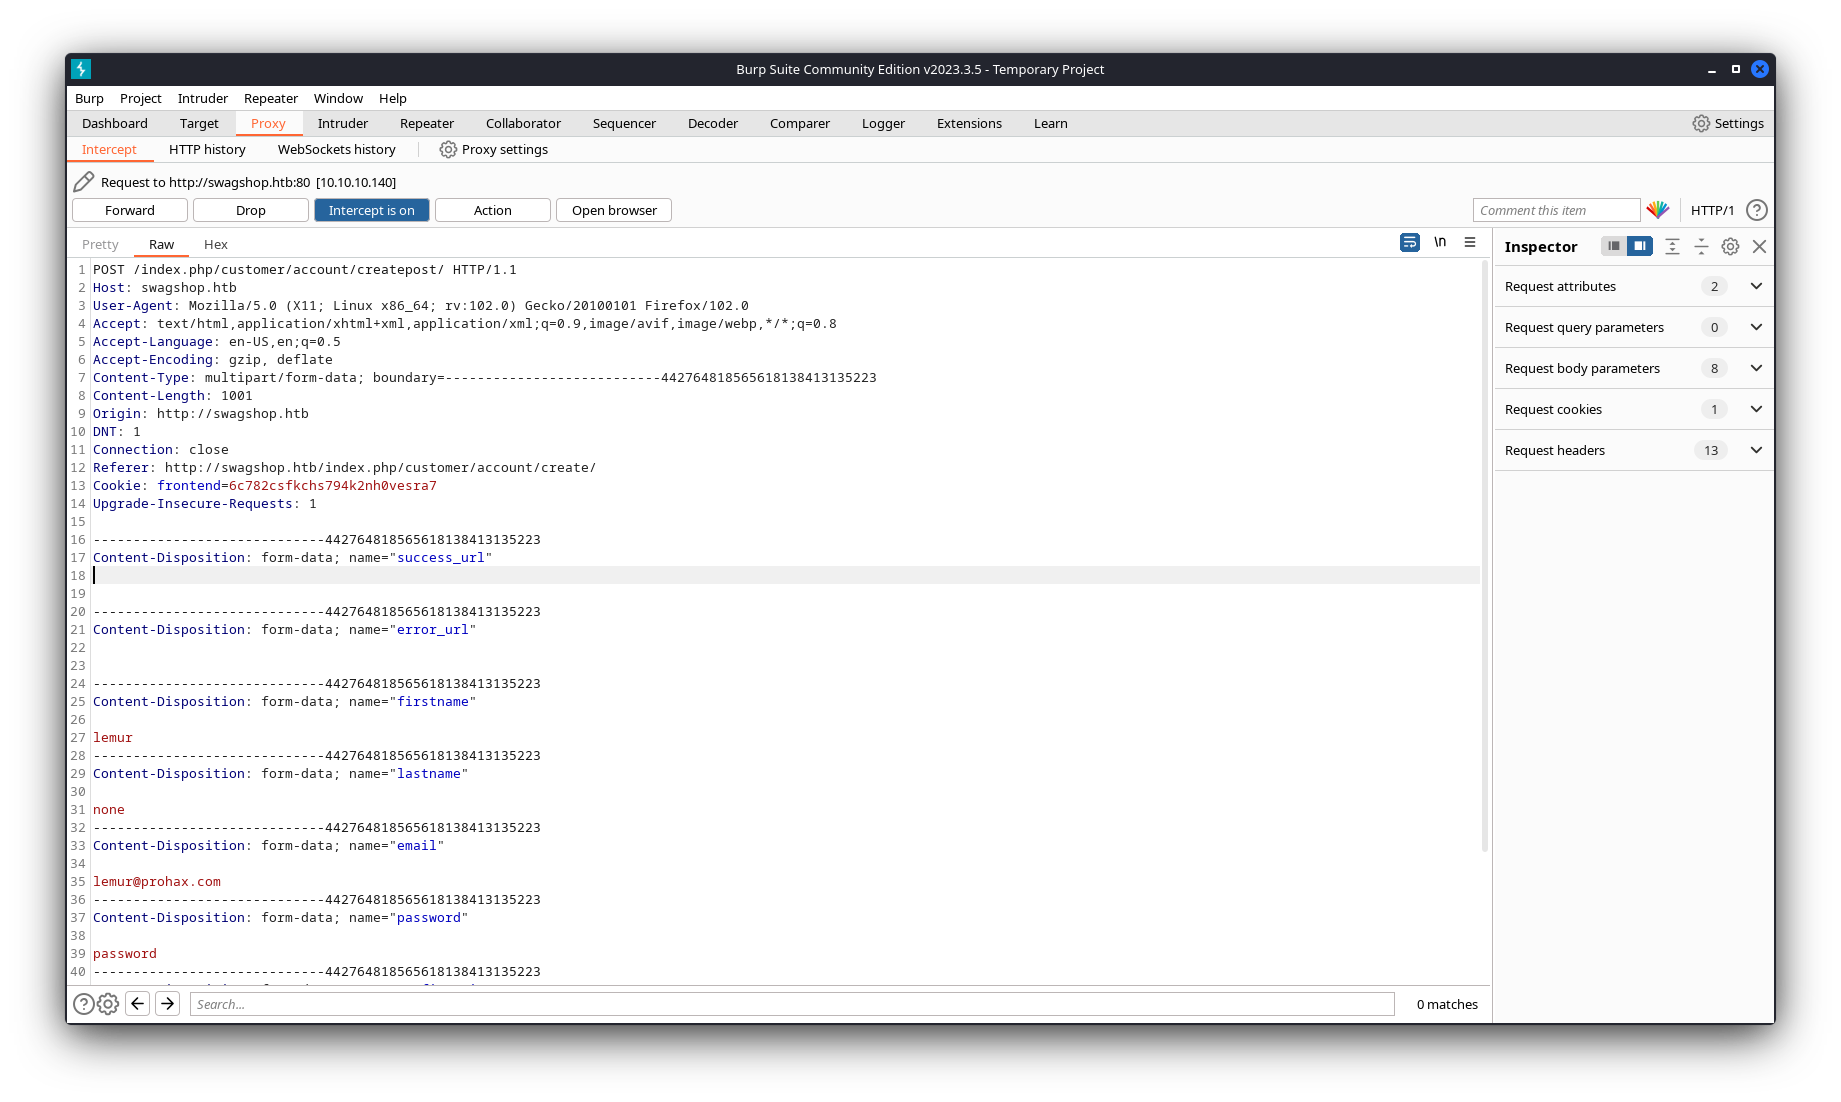 Burp Suite Community Edition v2023.3.5 - Temporary Project
Burp Project Intruder Repeater Window Help
Dashboard Target Proxy Intruder Repeater Collaborator Sequencer Decoder Comparer Logger Extensions Learn Settings
Intercept HTTP history WebSockets history Proxy settings
Request to http://swagshop.htb:80 [10.10.10.140]
Forward Drop Intercept is on Action Open browser Comment this item HTTP/1 ?
Pretty Raw Hex \n
Inspector
Request attributes 2
Request query parameters 0
Request body parameters 8
Request cookies 1
Request headers 13
1 POST /index.php/customer/account/createpost/ HTTP/1.1
2 Host: swagshop.htb
3 User-Agent: Mozilla/5.0 (X11; Linux x86_64; rv:102.0) Gecko/20100101 Firefox/102.0
4 Accept: text/html,application/xhtml+xml,application/xml;q=0.9,image/avif,image/webp,*/*;q=0.8
5 Accept-Language: en-US,en;q=0.5
6 Accept-Encoding: gzip, deflate
7 Content-Type: multipart/form-data; boundary=---------------------------442764818565618138413135223
8 Content-Length: 1001
9 Origin: http://swagshop.htb
10 DNT: 1
11 Connection: close
12 Referer: http://swagshop.htb/index.php/customer/account/create/
13 Cookie: frontend=6c782csfkchs794k2nh0vesra7
14 Upgrade-Insecure-Requests: 1
15
16 -----------------------------442764818565618138413135223
17 Content-Disposition: form-data; name="success_url"
18
19
20 -----------------------------442764818565618138413135223
21 Content-Disposition: form-data; name="error_url"
22
23
24 -----------------------------442764818565618138413135223
25 Content-Disposition: form-data; name="firstname"
26
27 lemur
28 -----------------------------442764818565618138413135223
29 Content-Disposition: form-data; name="lastname"
30
31 none
32 -----------------------------442764818565618138413135223
33 Content-Disposition: form-data; name="email"
34
35 lemur@prohax.com
36 -----------------------------442764818565618138413135223
37 Content-Disposition: form-data; name="password"
38
39 password
40 -----------------------------442764818565618138413135223
? Search... 0 matches